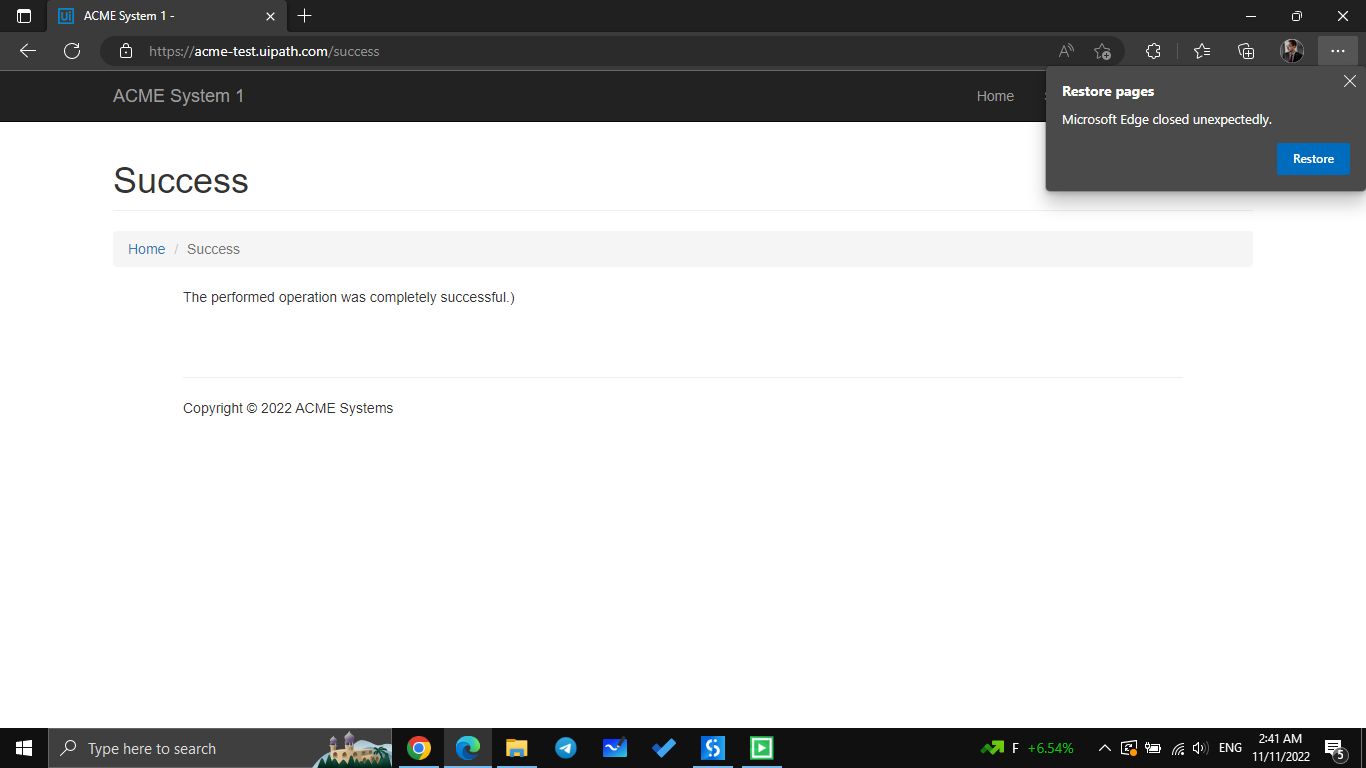 Ui ACME System 1 -
https://acme-test.uipath.com/success
ACME System 1
Home
Restore pages
Microsoft Edge closed unexpectedly.
Restore
Success
Home / Success
The performed operation was completely successful.)
Copyright © 2022 ACME Systems
Type here to search
F +6.54%
ENG
2:41 AM
11/11/2022
5